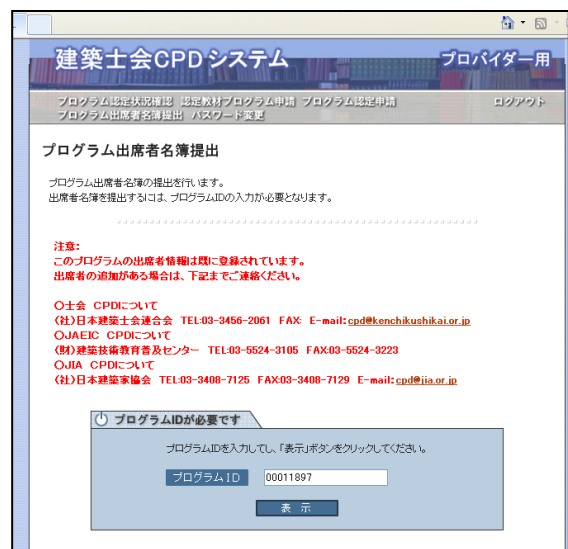 建築士会CPDシステム
プロバイダー用
プログラム認定状況確認 認定教材プログラム申請 プログラム認定申請 ログアウト
プログラム出席者名簿提出 パスワード変更
プログラム出席者名簿提出
プログラム出席者名簿の提出を行います。
出席者名簿を提出するには、プログラムIDの入力が必要となります。
注意:
このプログラムの出席者情報は既に登録されています。
出席者の追加がある場合は、下記までご連絡ください。
○士会 CPDについて
(社)日本建築士会連合会 TEL:03-3456-2061 FAX: E-mail:cpd@kenchikushikai.or.jp
○JAEIC CPDについて
(財)建築技術教育普及センター TEL:03-5524-3105 FAX:03-5524-3223
○JIA CPDについて
(社)日本建築家協会 TEL:03-3408-7125 FAX:03-3408-7129 E-mail:cpd@jia.or.jp
プログラムIDが必要です
プログラムIDを入力してし、「表示」ボタンをクリックしてください。
プログラムID 00011897
表 示